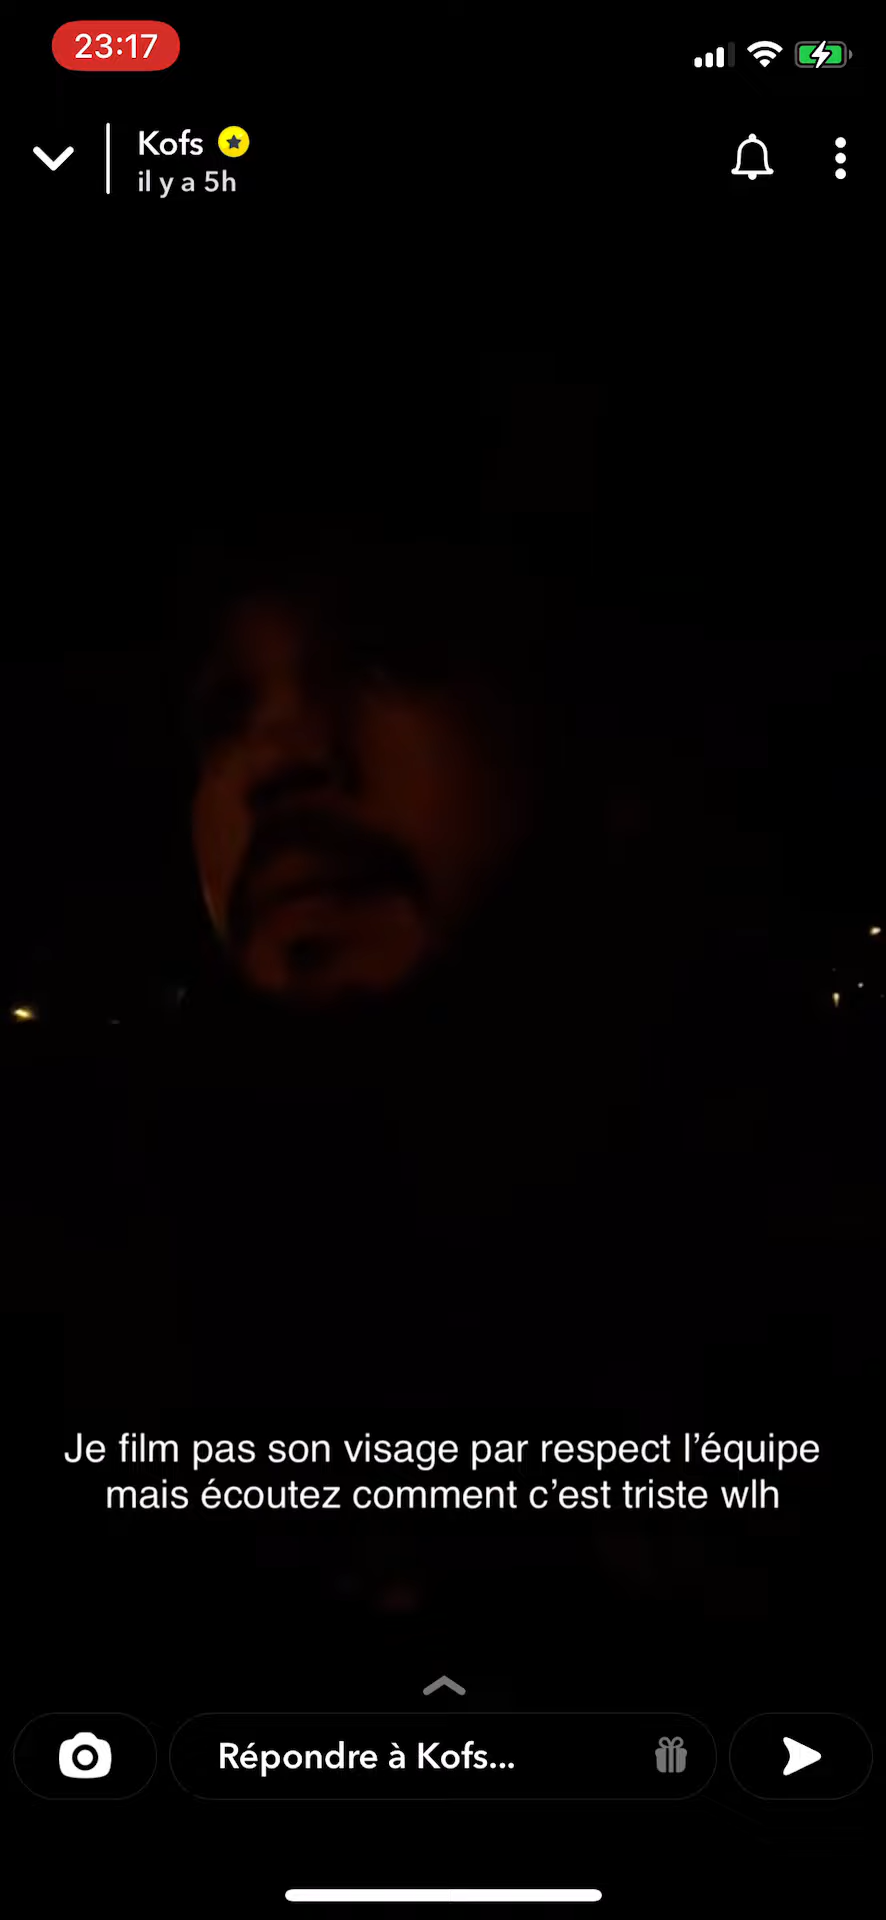 23:17
Kofs
il y a 5h
Je film pas son visage par respect l’équipe
mais écoutez comment c’est triste wlh
Répondre à Kofs...